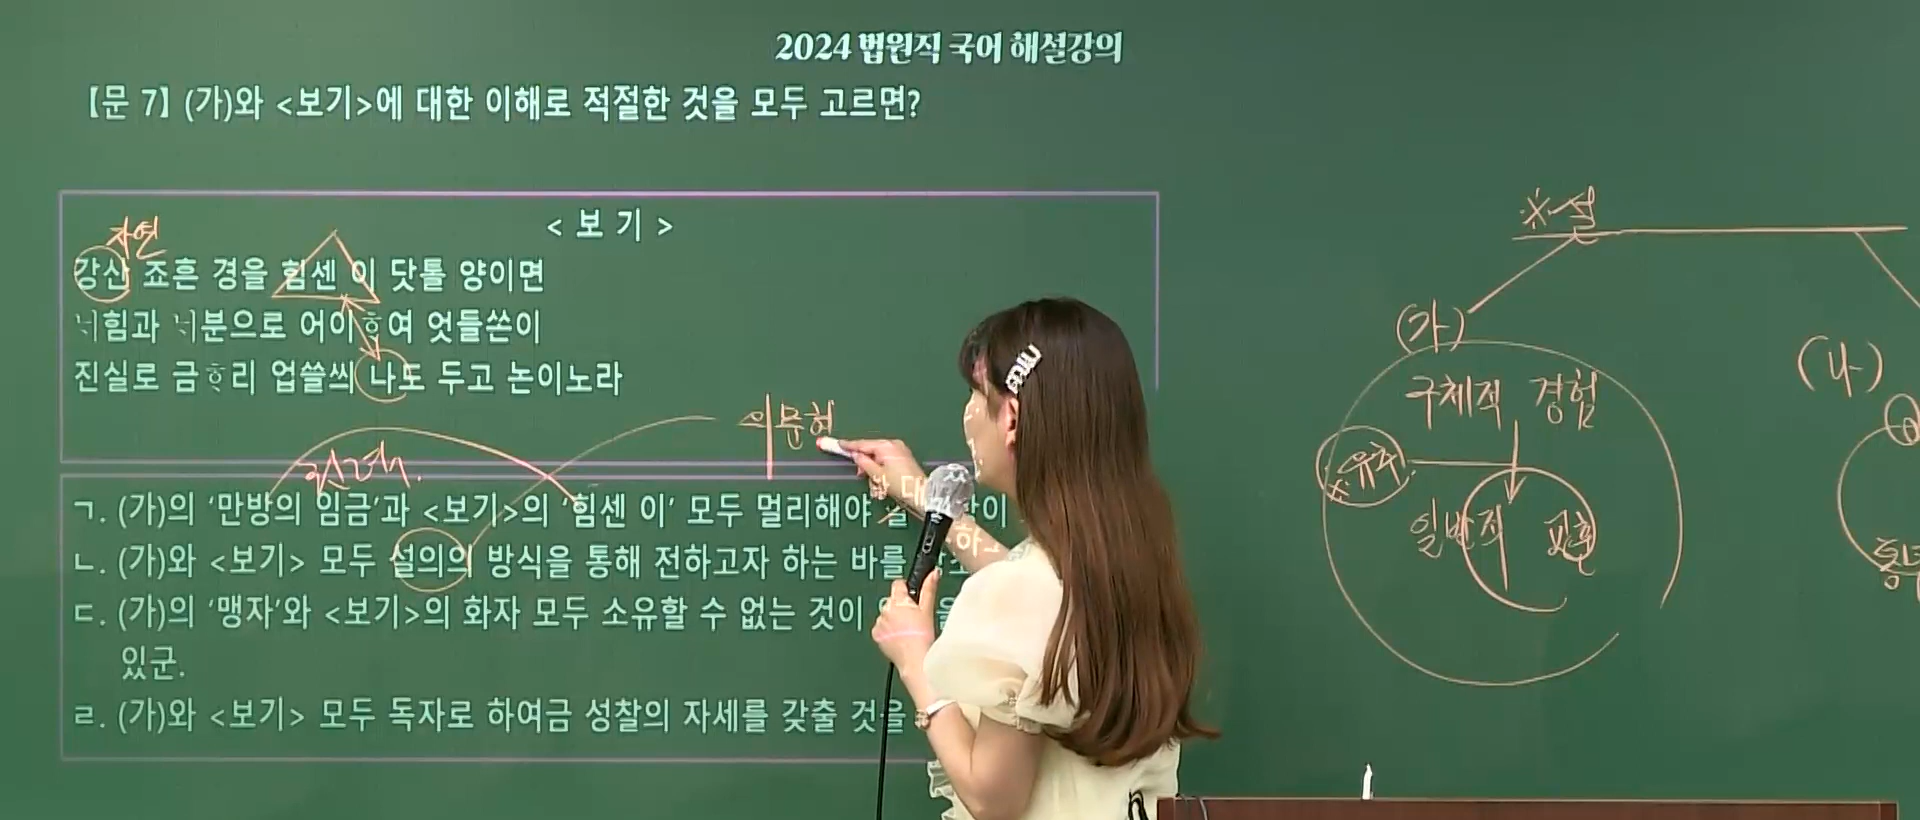 2024 법원직 국어 해설강의
【문 7】 (가)와 <보기>에 대한 이해로 적절한 것을 모두 고르면?
< 보 기 >
자연
강산 죠흔 경을 힘센 이 닷톨 양이면
힘과 분으로 어이 여 엇들쏜이
진실로 금 리 업쓸씌 나도 두고 논이노라
의문형
ㄱ. (가)의 ‘만방의 임금’과 <보기>의 ‘힘센 이’ 모두 멀리해야
ㄴ. (가)와 <보기> 모두 설의의 방식을 통해 전하고자 하는 바를
ㄷ. (가)의 ‘맹자’와 <보기>의 화자 모두 소유할 수 없는 것이
있군.
ㄹ. (가)와 <보기> 모두 독자로 하여금 성찰의 자세를 갖출 것을
※ 설
(가)
구체적 경험
유추
일반적
(나)